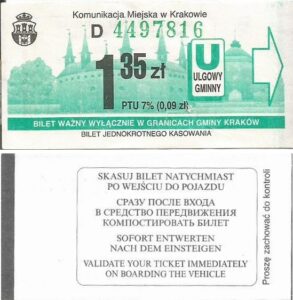 Komunikacja Miejska w Krakowie
D 4497816
1 35 zł
PTU 7% (0,09 zł)
U
ULGOWY
GMINNY
BILET WAŻNY WYŁĄCZNIE W GRANICACH GMINY KRAKÓW
BILET JEDNOKROTNEGO KASOWANIA
SKASUJ BILET NATYCHMIAST
PO WEJŚCIU DO POJAZDU
СРАЗУ ПОСЛЕ ВХОДА
В СРЕДСТВО ПЕРЕДВИЖЕНИЯ
КОМПОСТИРОВАТЬ БИЛЕТ
SOFORT ENTWERTEN
NACH DEM EINSTEIGEN
VALIDATE YOUR TICKET IMMEDIATELY
ON BOARDING THE VEHICLE
Proszę zachować do kontroli